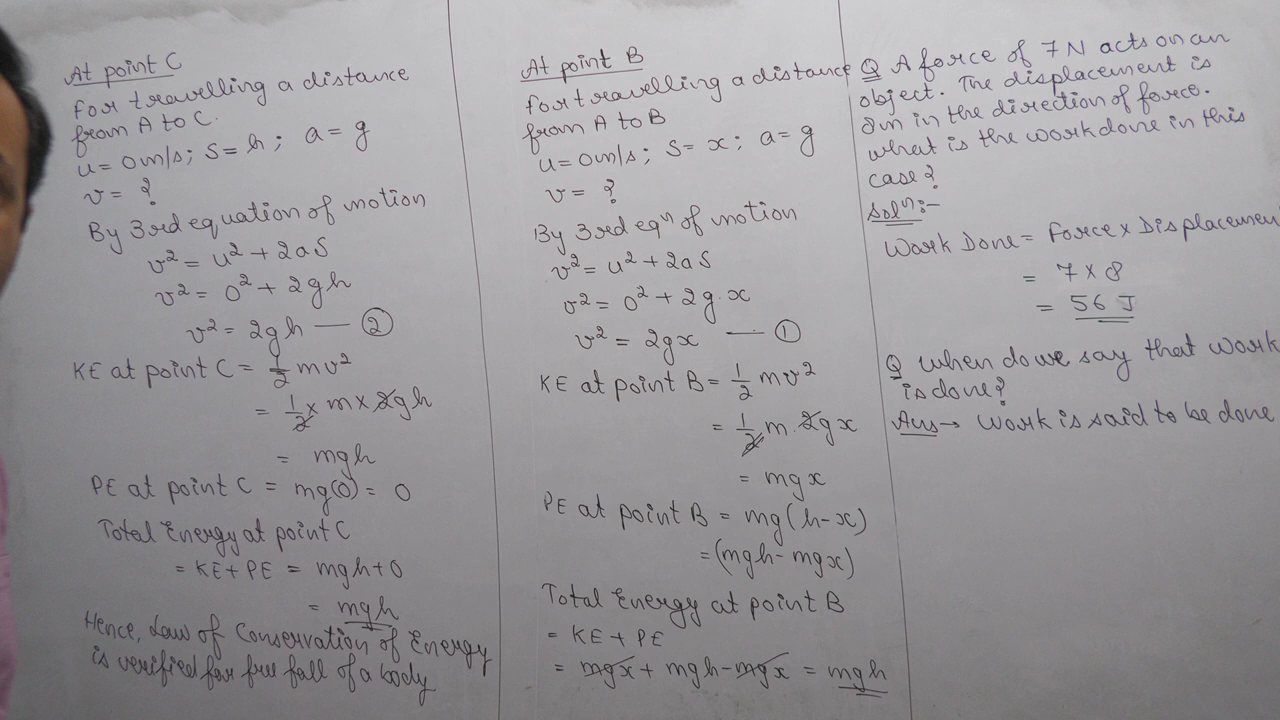 At point C
For travelling a distance
from A to C.
u = 0 m/s ; S = h ; a = g
v = ?
By 3rd equation of motion
v² = u² + 2aS
v² = 0² + 2gh
v² = 2gh — ②
KE at point C = 1/2 mv²
= 1/2 × m × 2gh
= mgh
PE at point C = mg(0) = 0
Total Energy at point C
= KE + PE = mgh + 0
= mgh
Hence, Law of Conservation of Energy
is verified for free fall of a body
At point B
For travelling a distance
from A to B
u = 0 m/s ; S = x ; a = g
v = ?
By 3rd eqⁿ of motion
v² = u² + 2aS
v² = 0² + 2g.x
v² = 2gx — ①
KE at point B = 1/2 mv²
= 1/2 m.2gx
= mgx
PE at point B = mg(h-x)
= (mgh - mgx)
Total Energy at point B
= KE + PE
= mgx + mgh - mgx = mgh
Q A force of 7N acts on an
object. The displacement is
8m in the direction of force.
what is the workdone in this
case?
Solⁿ:-
Work Done = Force × Displacement
= 7 × 8
= 56 J
Q when do we say that work
is done?
Ans → Work is said to be done